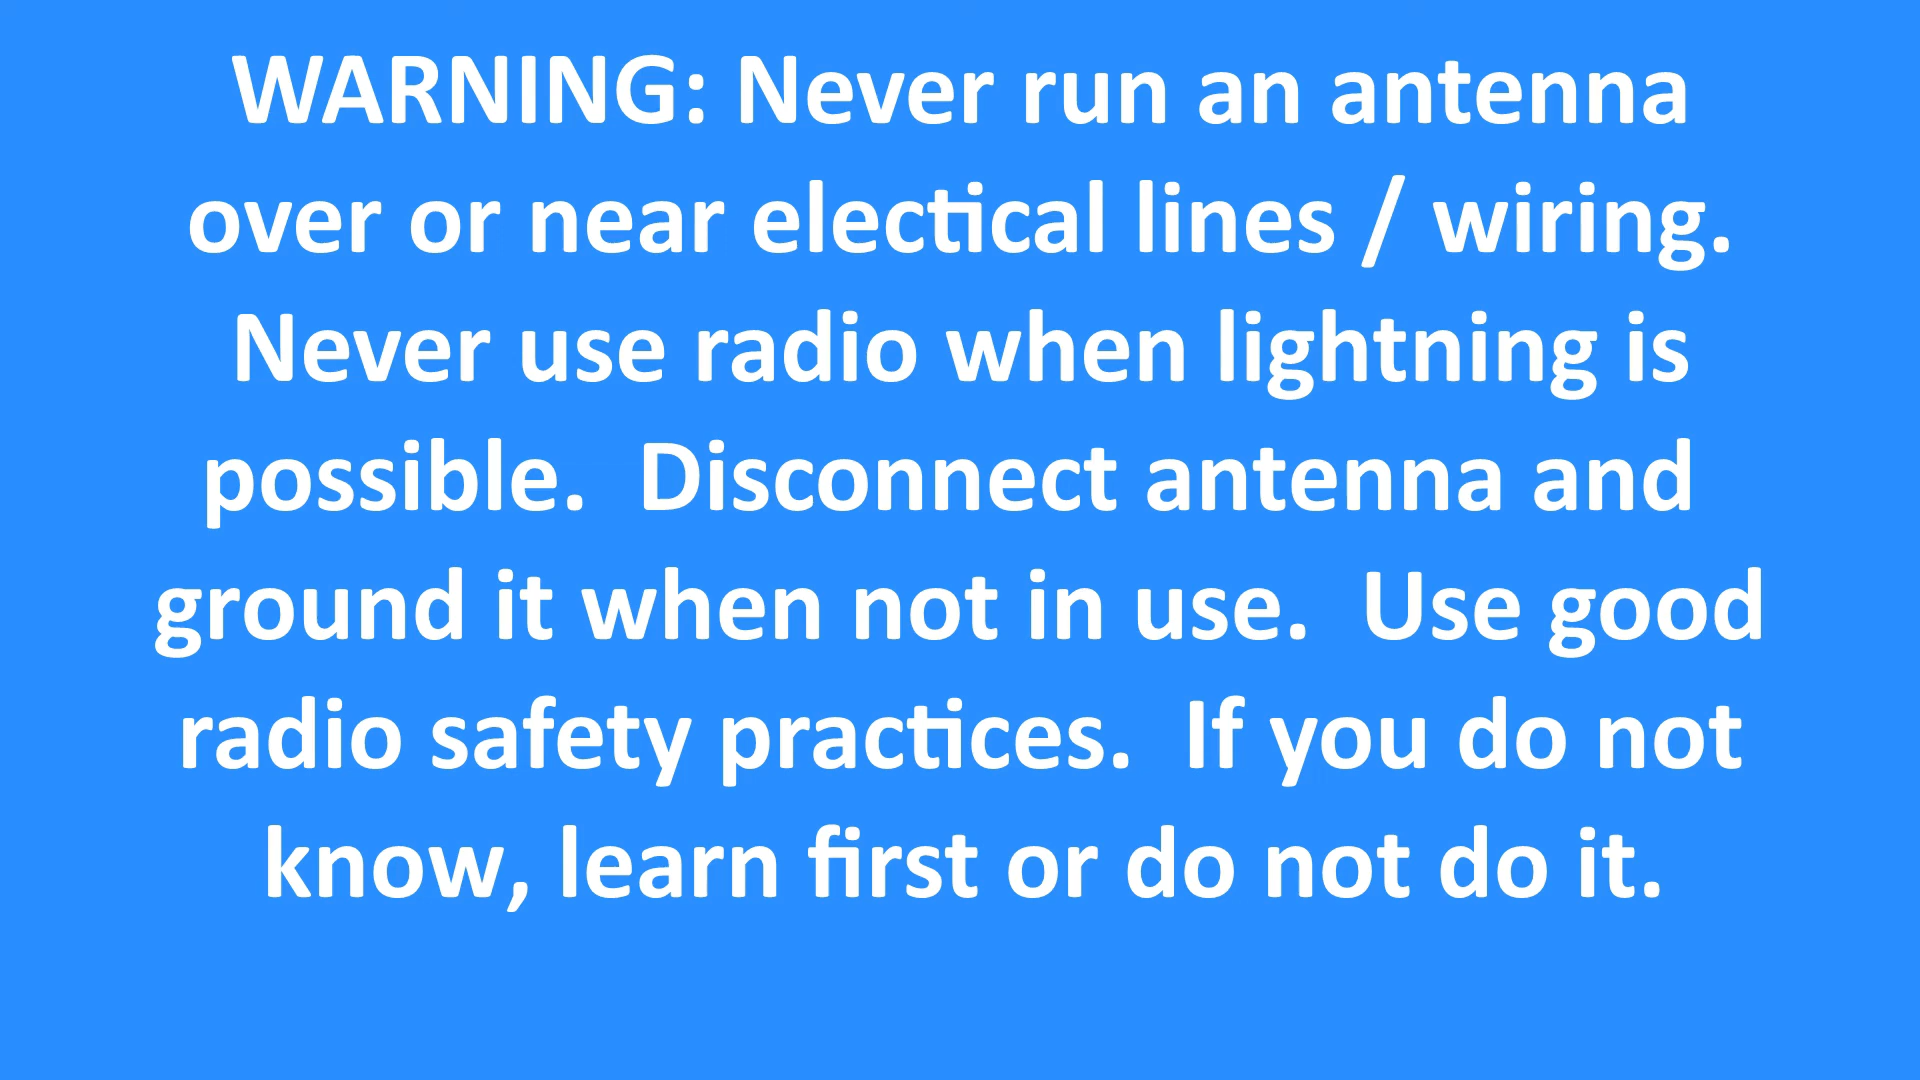 WARNING: Never run an antenna
over or near electical lines / wiring.
Never use radio when lightning is
possible.  Disconnect antenna and
ground it when not in use.  Use good
radio safety practices.  If you do not
know, learn first or do not do it.